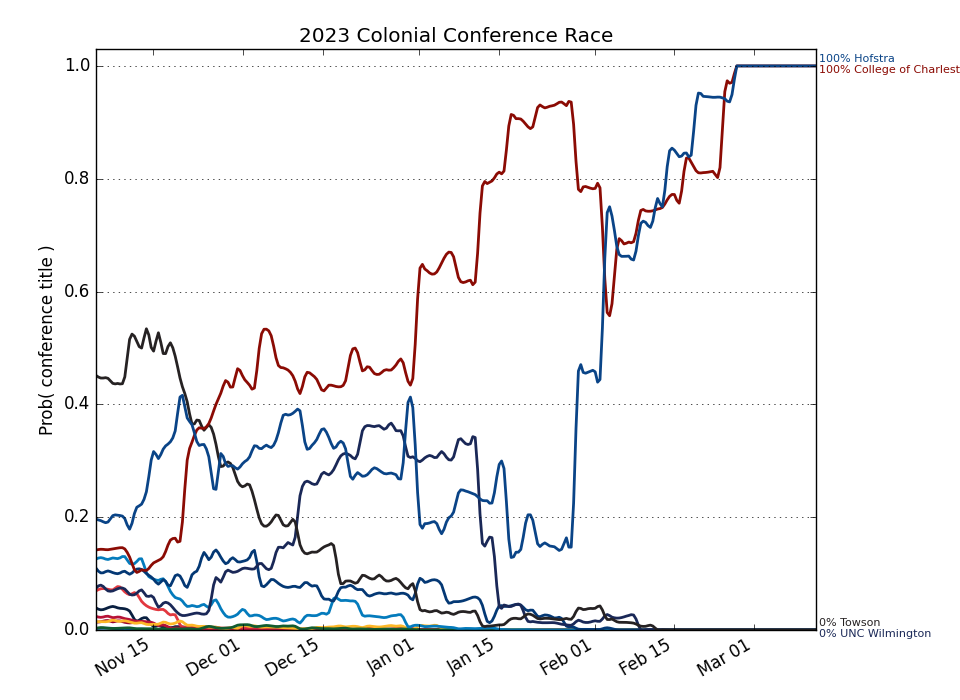 2023 Colonial Conference Race
Prob( conference title )
1.0
0.8
0.6
0.4
0.2
0.0
Nov 15
Dec 01
Dec 15
Jan 01
Jan 15
Feb 01
Feb 15
Mar 01
100% Hofstra
100% College of Charlest
0% Towson
0% UNC Wilmington